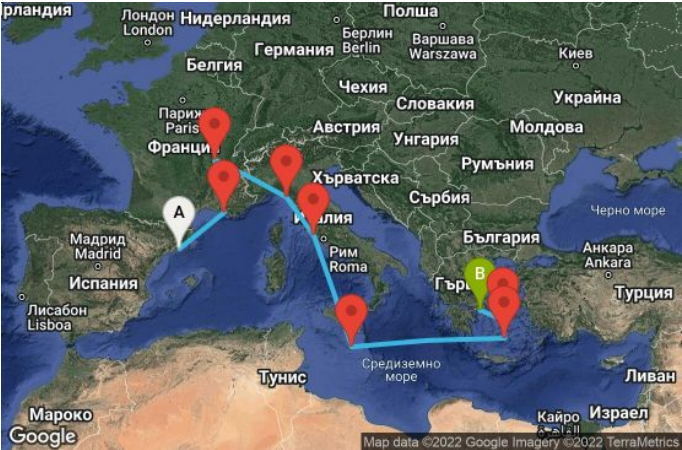 рландия
Лондон
London
Нидерландия
Полша
Берлин
Berlin
Варшава
Warszawa
Германия
Белгия
Киев
Чехия
Париж
Paris
Словакия
Украйна
Франция
Австрия
Унгария
Молдова
Румъния
Хърватска
Сърбия
Черно море
A
Италия
Мадрид
Madrid
Рим
Roma
България
Анкара
Ankara
B
Испания
Турция
Лисабон
Lisboa
Средиземно
море
Тунис
Ливан
Мароко
Кайро
القاهرة
Израел
Google
Map data ©2022 Google Imagery ©2022 TerraMetrics